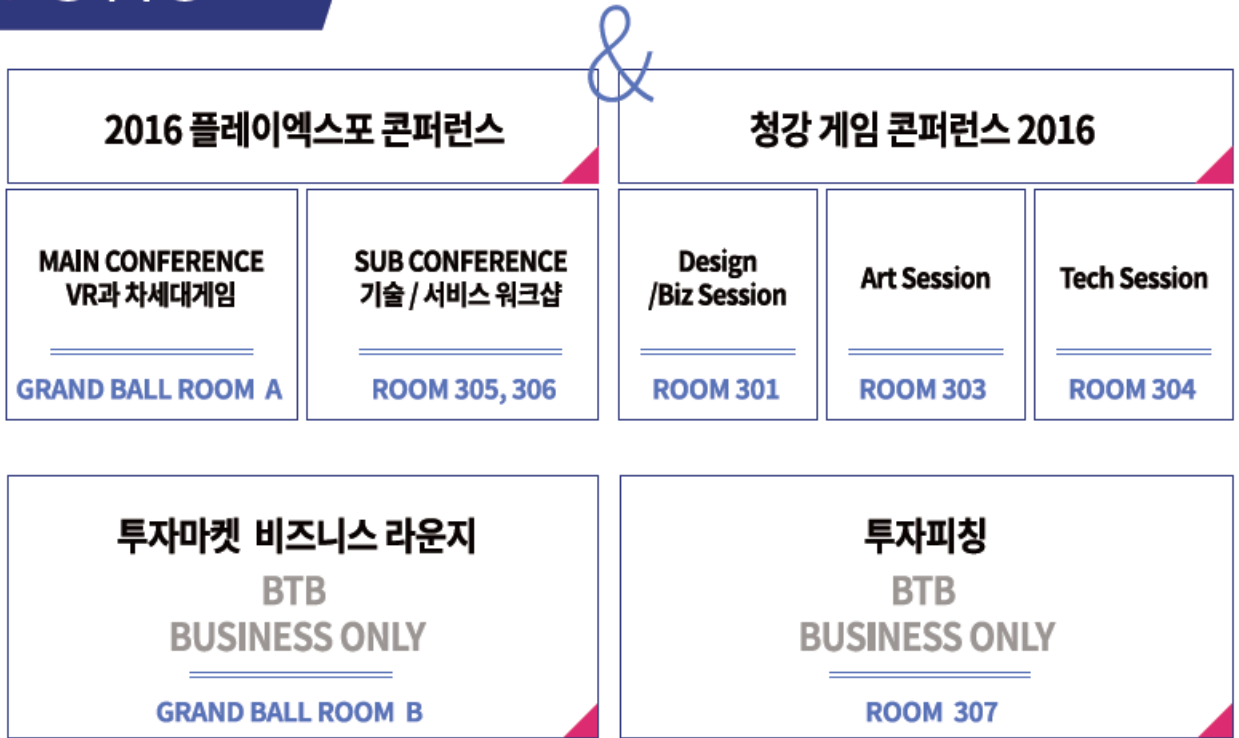 &
2016 플레이엑스포 콘퍼런스
청강 게임 콘퍼런스 2016
MAIN CONFERENCE
VR과 차세대게임
GRAND BALL ROOM A
SUB CONFERENCE
기술 / 서비스 워크샵
ROOM 305, 306
Design
/Biz Session
ROOM 301
Art Session
ROOM 303
Tech Session
ROOM 304
투자마켓 비즈니스 라운지
BTB
BUSINESS ONLY
GRAND BALL ROOM B
투자피칭
BTB
BUSINESS ONLY
ROOM 307